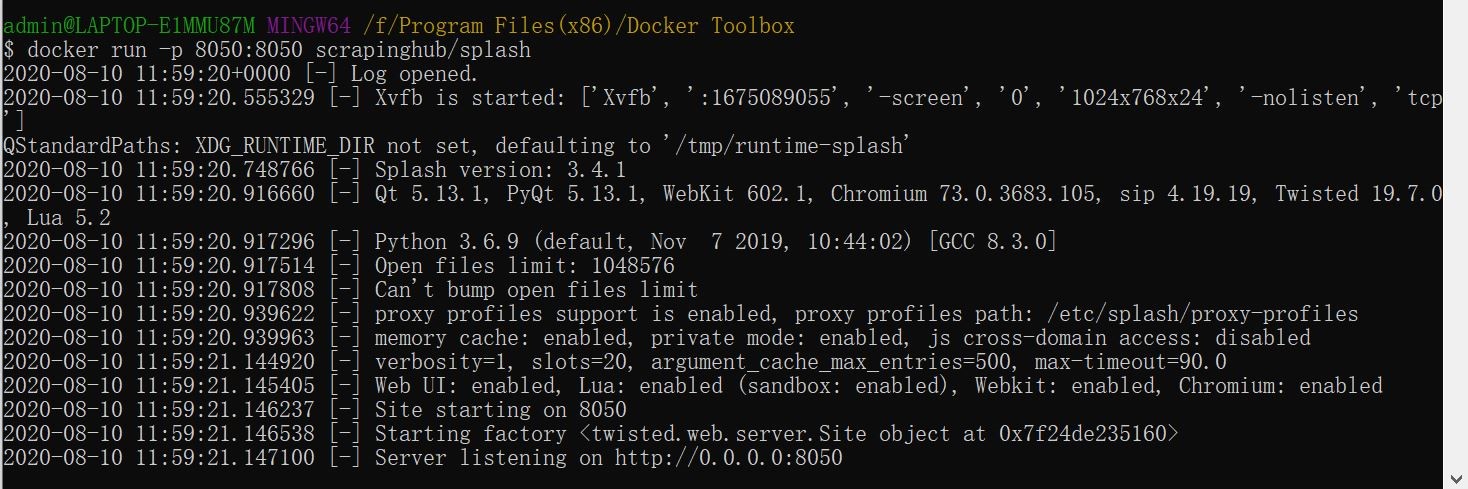 admin@LAPTOP-E1MMU87M MINGW64 /f/Program Files(x86)/Docker Toolbox
$ docker run -p 8050:8050 scrapinghub/splash
2020-08-10 11:59:20+0000 [-] Log opened.
2020-08-10 11:59:20.555329 [-] Xvfb is started: ['Xvfb', ':1675089055', '-screen', '0', '1024x768x24', '-nolisten', 'tcp
']
QStandardPaths: XDG_RUNTIME_DIR not set, defaulting to '/tmp/runtime-splash'
2020-08-10 11:59:20.748766 [-] Splash version: 3.4.1
2020-08-10 11:59:20.916660 [-] Qt 5.13.1, PyQt 5.13.1, WebKit 602.1, Chromium 73.0.3683.105, sip 4.19.19, Twisted 19.7.0
, Lua 5.2
2020-08-10 11:59:20.917296 [-] Python 3.6.9 (default, Nov  7 2019, 10:44:02) [GCC 8.3.0]
2020-08-10 11:59:20.917514 [-] Open files limit: 1048576
2020-08-10 11:59:20.917808 [-] Can't bump open files limit
2020-08-10 11:59:20.939622 [-] proxy profiles support is enabled, proxy profiles path: /etc/splash/proxy-profiles
2020-08-10 11:59:20.939963 [-] memory cache: enabled, private mode: enabled, js cross-domain access: disabled
2020-08-10 11:59:21.144920 [-] verbosity=1, slots=20, argument_cache_max_entries=500, max-timeout=90.0
2020-08-10 11:59:21.145405 [-] Web UI: enabled, Lua: enabled (sandbox: enabled), Webkit: enabled, Chromium: enabled
2020-08-10 11:59:21.146237 [-] Site starting on 8050
2020-08-10 11:59:21.146538 [-] Starting factory <twisted.web.server.Site object at 0x7f24de235160>
2020-08-10 11:59:21.147100 [-] Server listening on http://0.0.0.0:8050